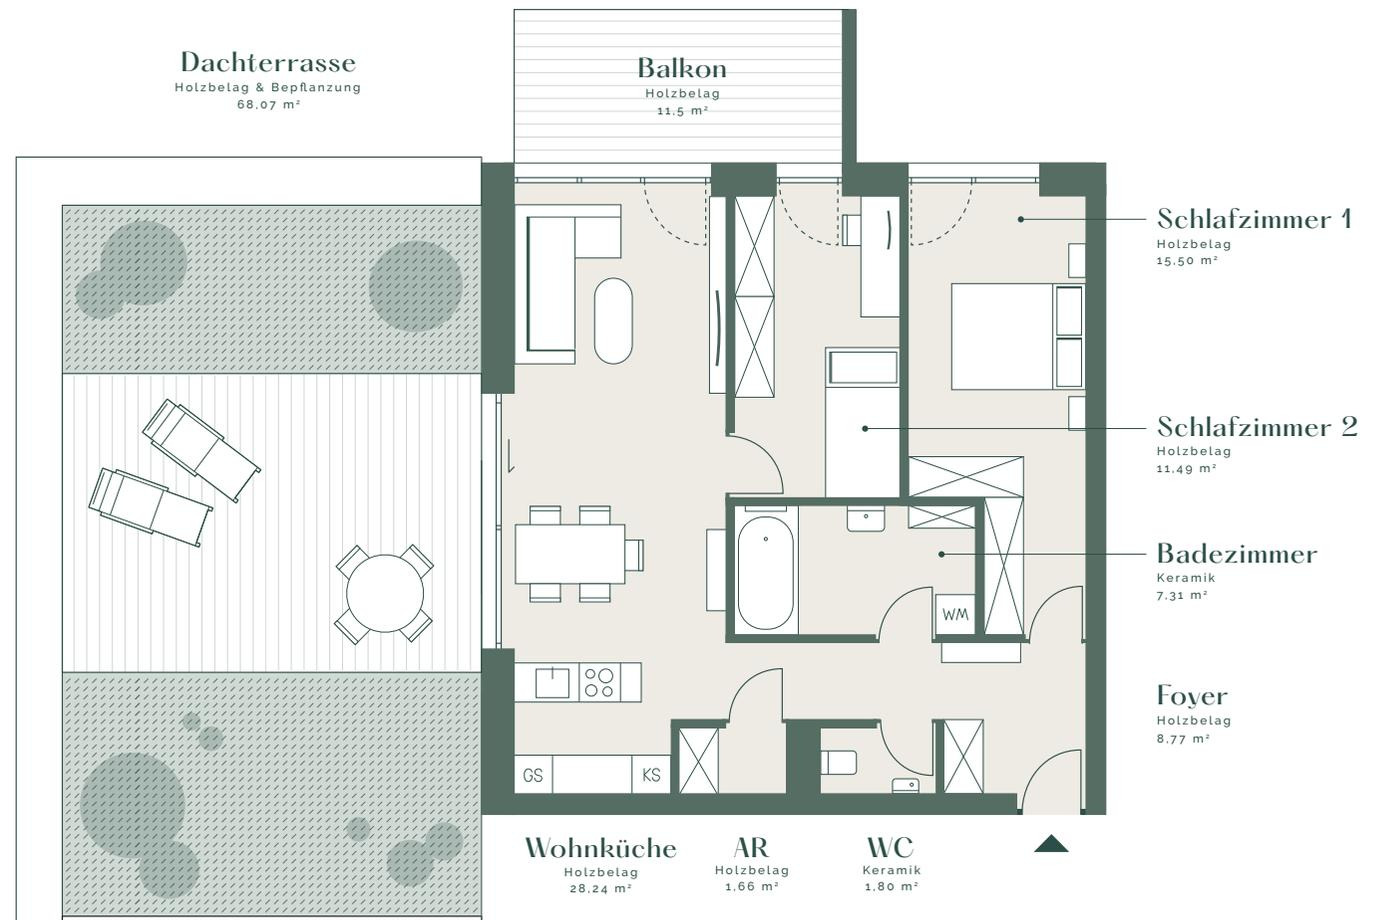 Dachterrasse
Holzbelag & Bepflanzung
68,07 m²
Balkon
Holzbelag
11,5 m²
Schlafzimmer 1
Holzbelag
15,50 m²
Schlafzimmer 2
Holzbelag
11,49 m²
Badezimmer
Keramik
7,31 m²
WM
Foyer
Holzbelag
8,77 m²
GS
KS
Wohnküche
Holzbelag
28,24 m²
AR
Holzbelag
1,66 m²
WC
Keramik
1,80 m²